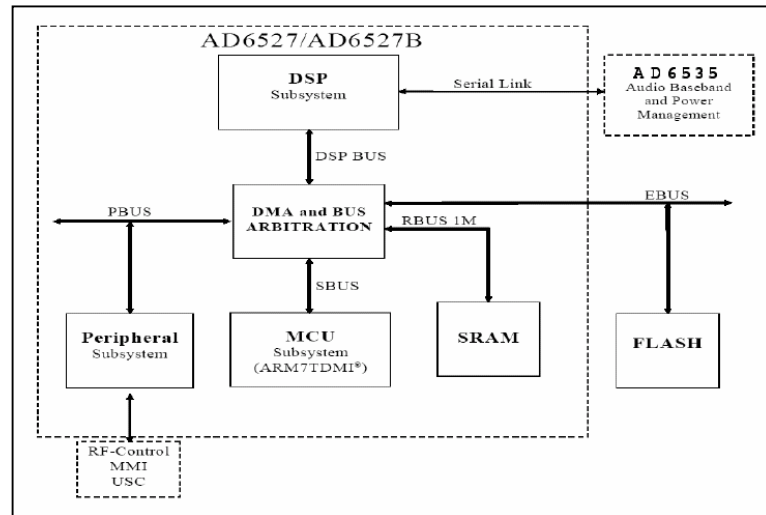 AD6527/AD6527B
DSP
Subsystem
Serial Link
AD6535
Audio Baseband
and Power
Management
DSP BUS
PBUS
DMA and BUS
ARBITRATION
EBUS
RBUS 1M
SBUS
Peripheral
Subsystem
MCU
Subsystem
(ARM7TDMI®)
SRAM
FLASH
RF-Control
MMI
USC